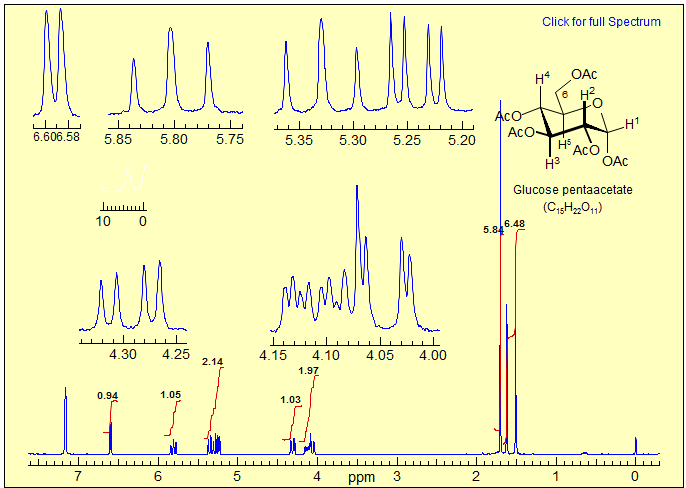 Click for full Spectrum
6.606.58
5.85 5.80 5.75
5.35 5.30 5.25 5.20
H4 OAc
6 H2
AcO O
H1
AcO H5
AcO OAc
H3
Glucose pentaacetate
(C15H22O11)
10 0
5.84 6.48
4.30 4.25
4.15 4.10 4.05 4.00
0.94 1.05 2.14 1.03 1.97
7 6 5 4 ppm 3 2 1 0